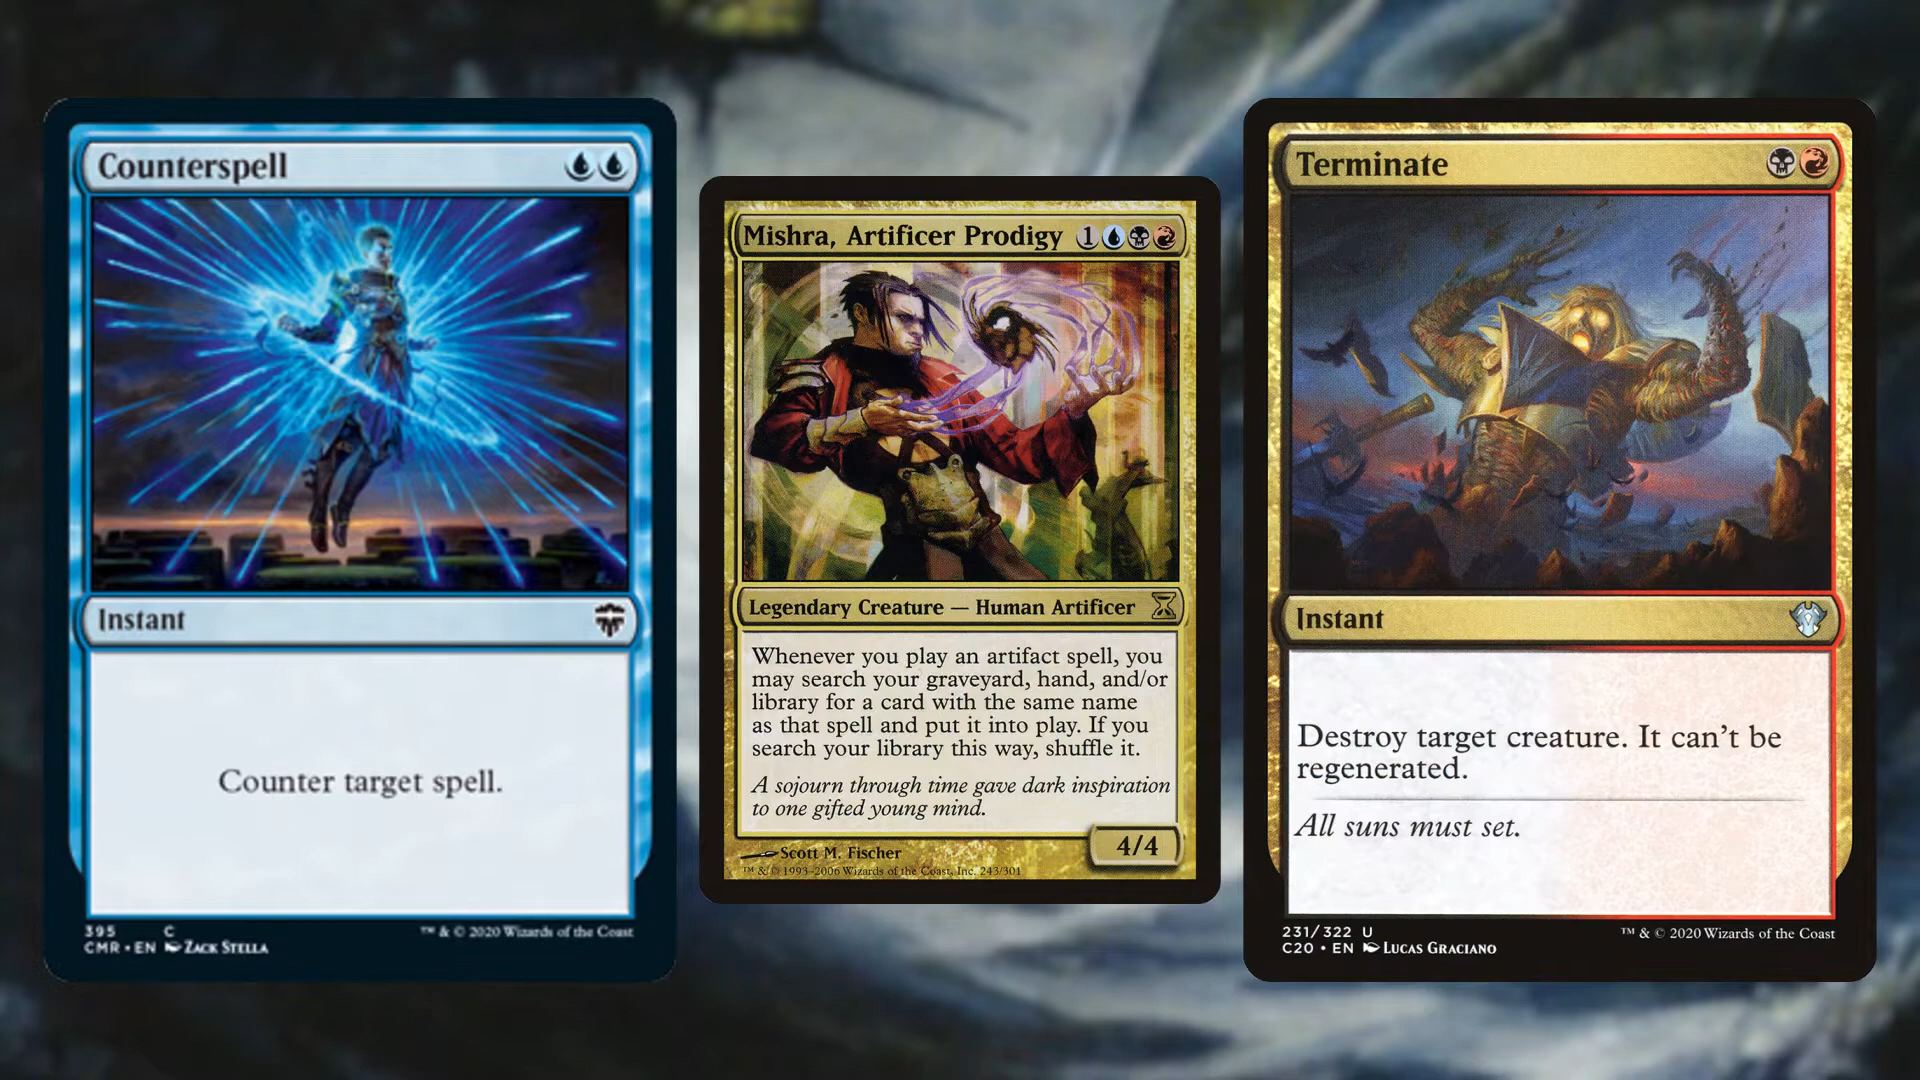 Counterspell
Instant
Counter target spell.
395 C
CMR • EN ZACK STELLA
™ & © 2020 Wizards of the Coast
Mishra, Artificer Prodigy 1
Legendary Creature — Human Artificer
Whenever you play an artifact spell, you
may search your graveyard, hand, and/or
library for a card with the same name
as that spell and put it into play. If you
search your library this way, shuffle it.
A sojourn through time gave dark inspiration
to one gifted young mind.
4/4
Scott M. Fischer
™ & © 1993–2006 Wizards of the Coast, Inc. 243/301
Terminate
Instant
Destroy target creature. It can't be
regenerated.
All suns must set.
231/322 U
C20 • EN LUCAS GRACIANO
™ & © 2020 Wizards of the Coast